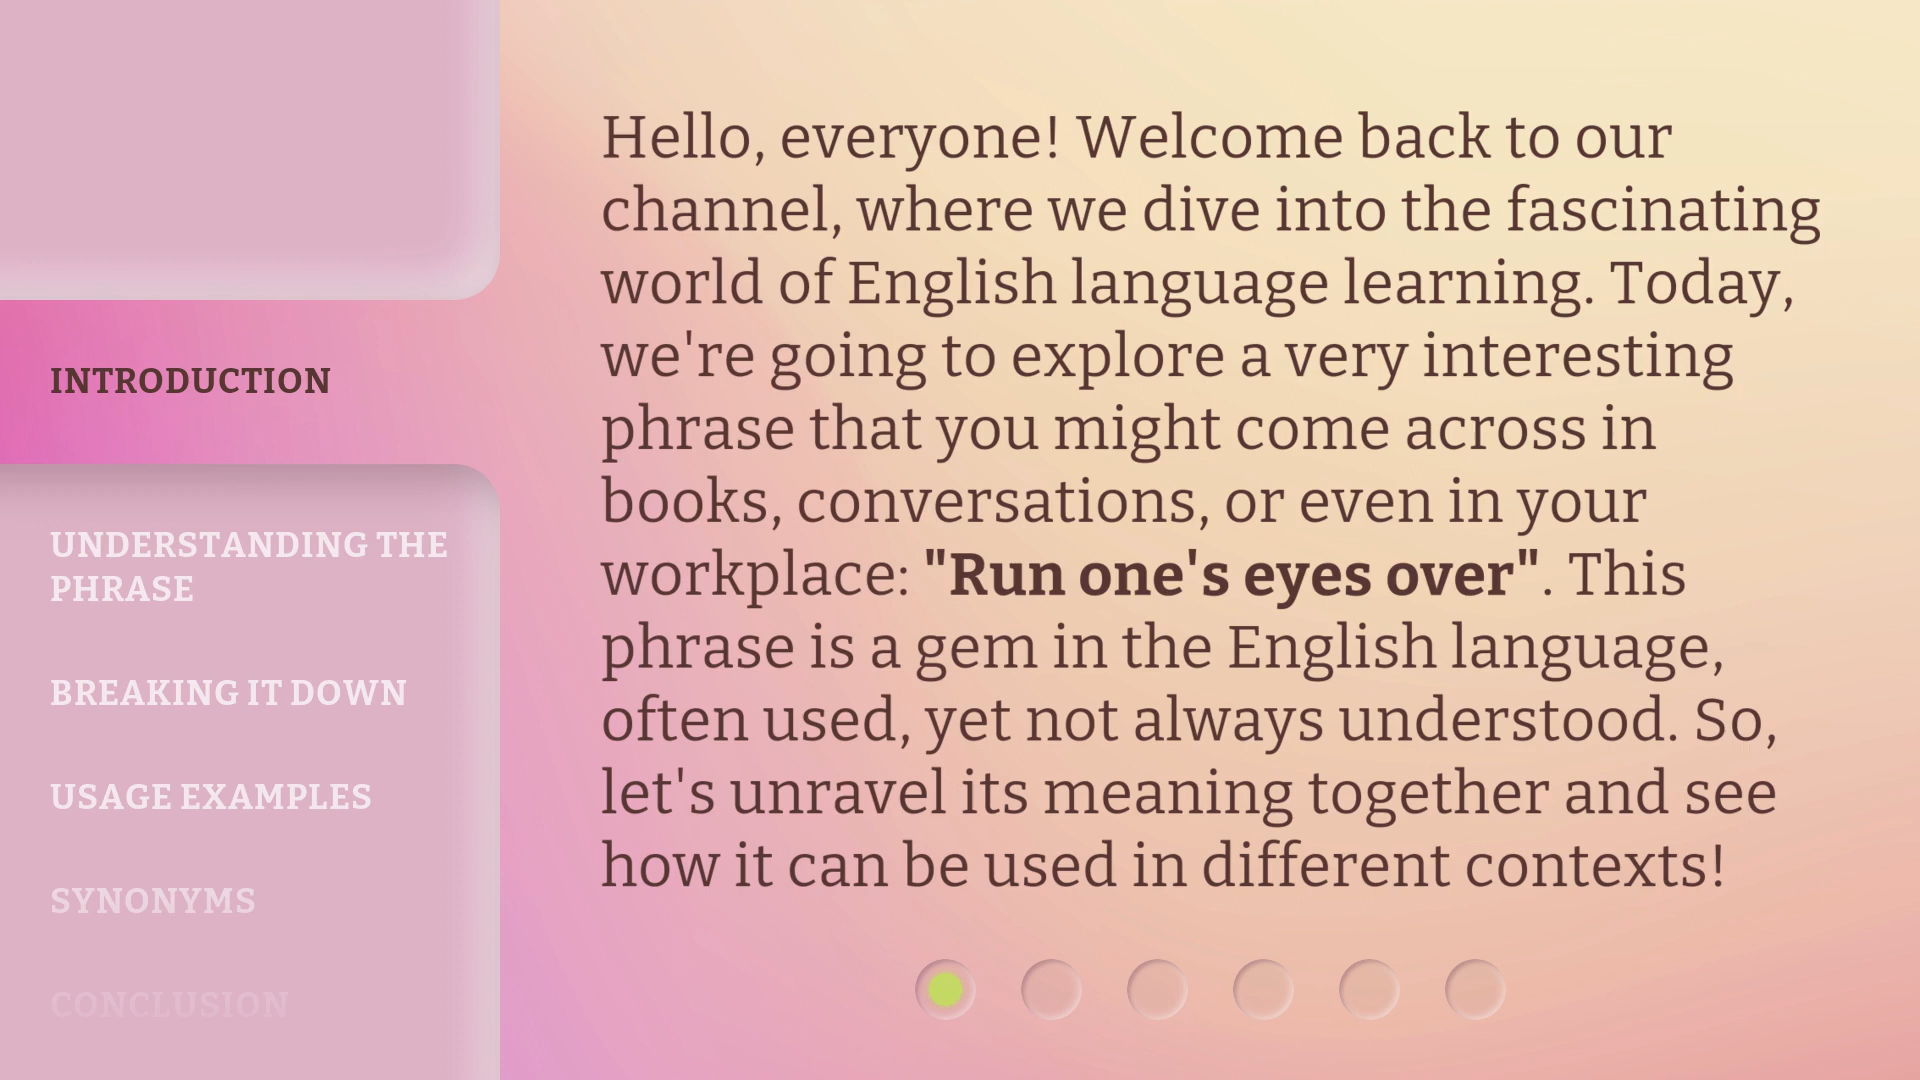 INTRODUCTION
UNDERSTANDING THE
PHRASE
BREAKING IT DOWN
USAGE EXAMPLES
SYNONYMS
CONCLUSION
Hello, everyone! Welcome back to our
channel, where we dive into the fascinating
world of English language learning. Today,
we're going to explore a very interesting
phrase that you might come across in
books, conversations, or even in your
workplace: "Run one's eyes over". This
phrase is a gem in the English language,
often used, yet not always understood. So,
let's unravel its meaning together and see
how it can be used in different contexts!